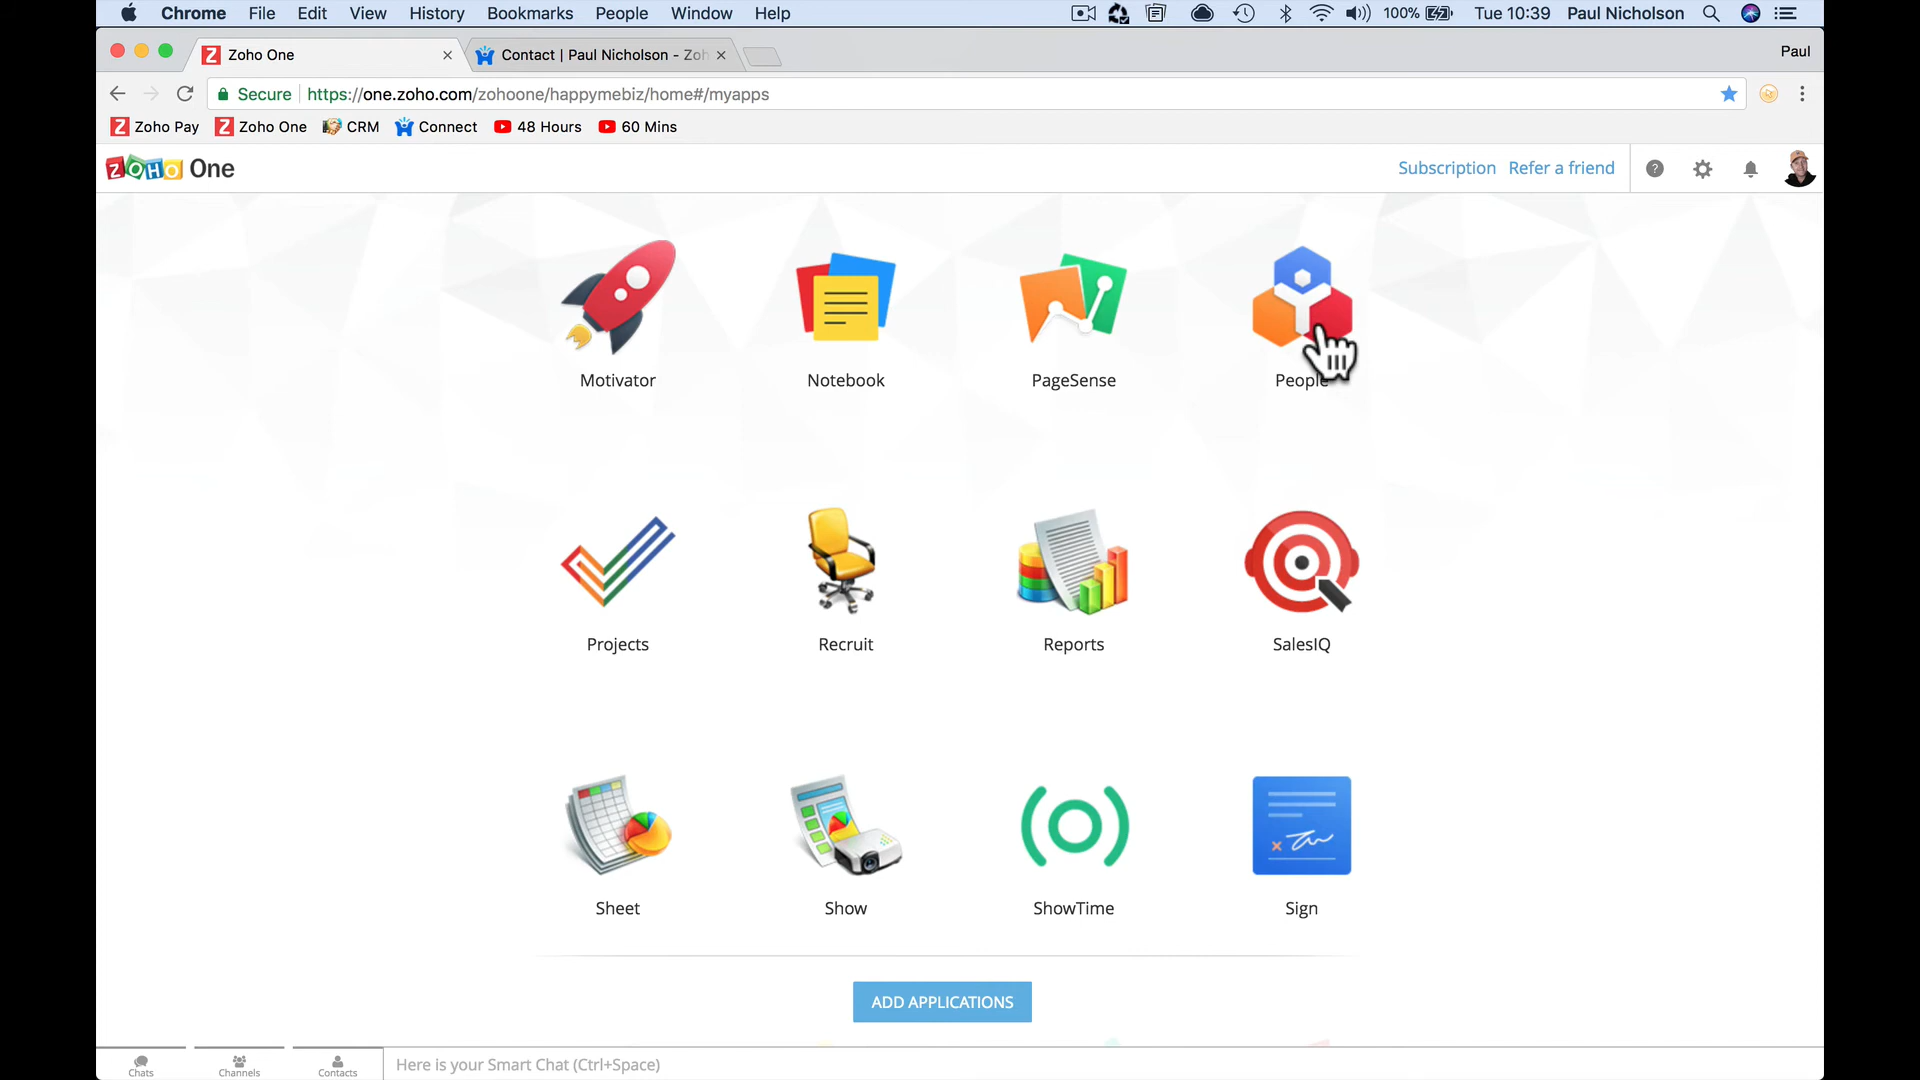 Chrome File Edit View History Bookmarks People Window Help 100% Tue 10:39 Paul Nicholson
Zoho One Contact | Paul Nicholson - Zoh Paul
Secure https://one.zoho.com/zohoone/happymebiz/home#/myapps
Zoho Pay Zoho One CRM Connect 48 Hours 60 Mins
ZOHO One Subscription Refer a friend
Motivator Notebook PageSense People
Projects Recruit Reports SalesIQ
Sheet Show ShowTime Sign
ADD APPLICATIONS
Chats Channels Contacts Here is your Smart Chat (Ctrl+Space)